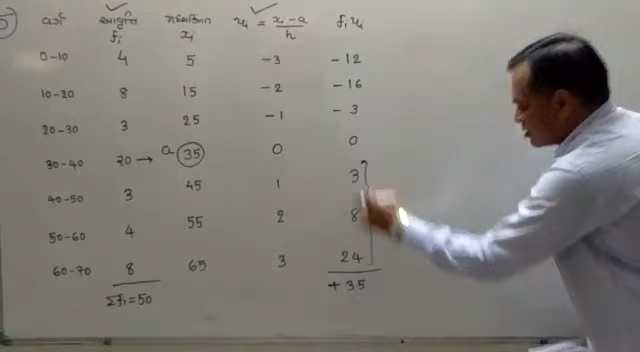 વર્ગ આવૃત્તિ fi મધ્યકિંમત xi ui = xi-a/h fiui
0-10 4 5 -3 -12
10-20 8 15 -2 -16
20-30 3 25 -1 -3
30-40 20 → a 35 0 0
40-50 3 45 1 3
50-60 4 55 2 8
60-70 8 65 3 24
Σfi=50 +35